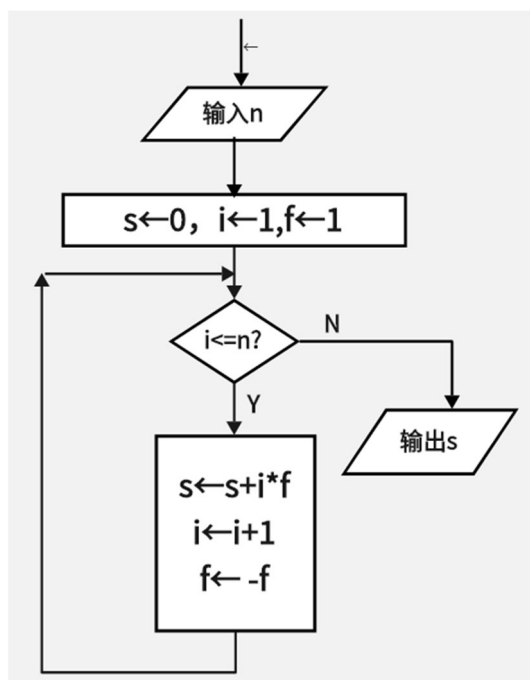 输入n
s←0，i←1,f←1
i<=n?
N
Y
输出s
s←s+i*f
i←i+1
f← -f